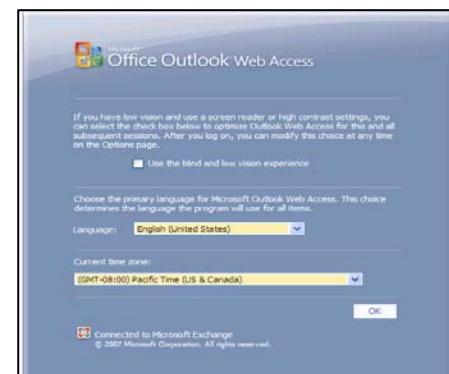 Microsoft
Office Outlook Web Access
If you have low vision and use a screen reader or high contrast settings, you
can select the check box below to optimize Outlook Web Access for this and all
subsequent sessions. After you log on, you can modify this choice at any time
on the Options page.
Use the blind and low vision experience
Choose the primary language for Microsoft Outlook Web Access. This choice
determines the language the program will use for all items.
Language: English (United States)
Current time zone:
(GMT-08:00) Pacific Time (US & Canada)
OK
Connected to Microsoft Exchange
© 2007 Microsoft Corporation. All rights reserved.